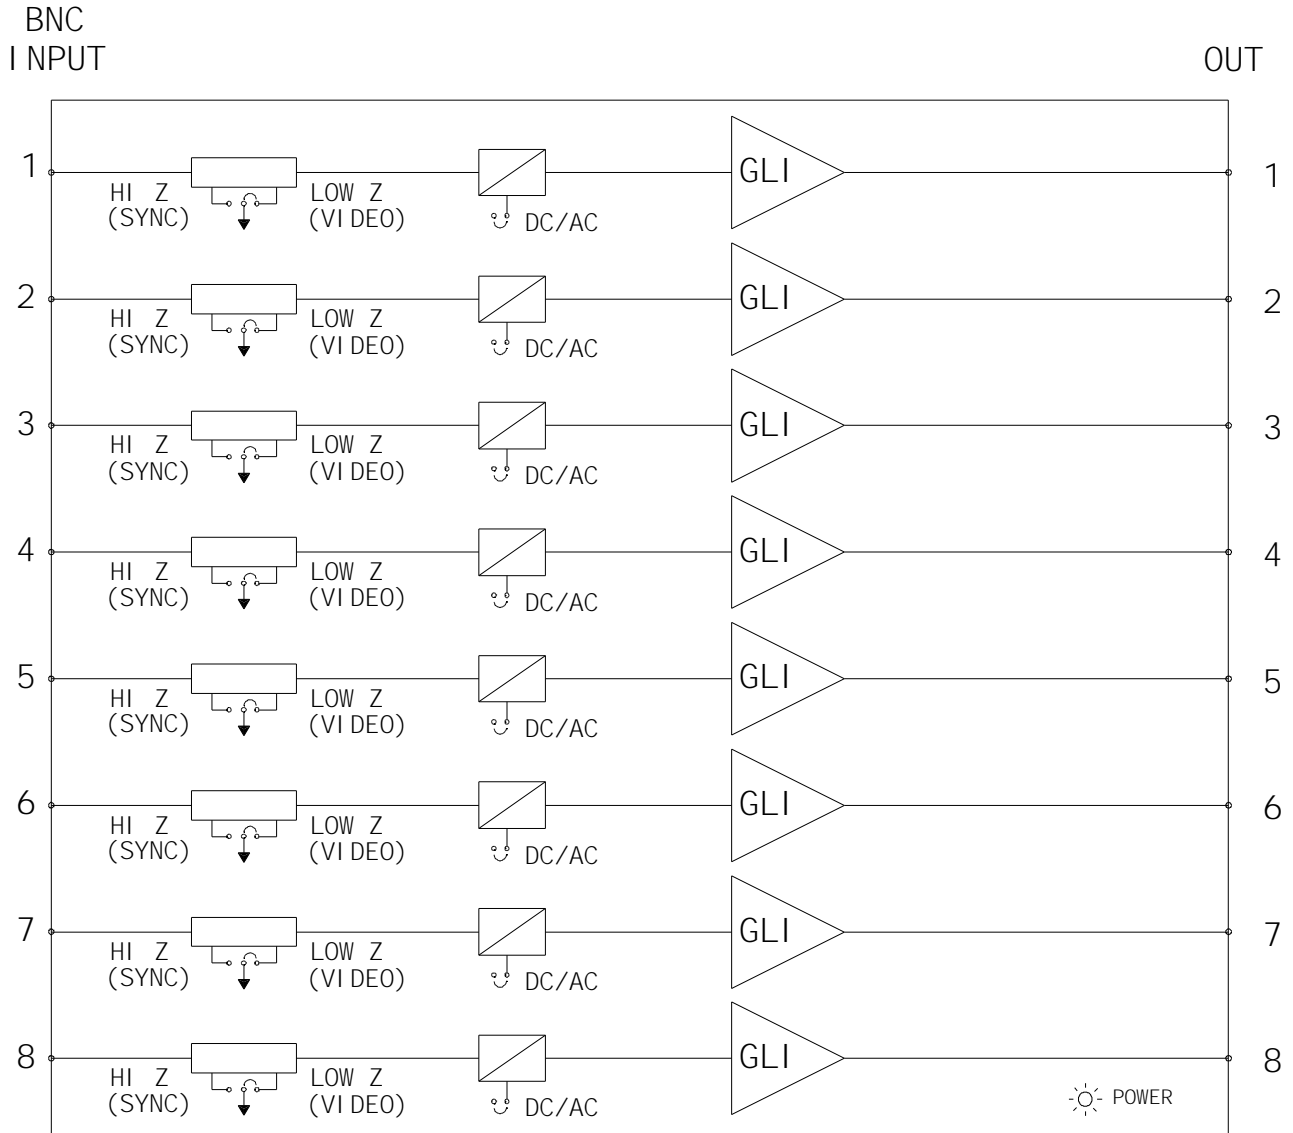 BNC
INPUT
OUT
1
HI Z
(SYNC)
LOW Z
(VIDEO)
DC/AC
GLI
1
2
HI Z
(SYNC)
LOW Z
(VIDEO)
DC/AC
GLI
2
3
HI Z
(SYNC)
LOW Z
(VIDEO)
DC/AC
GLI
3
4
HI Z
(SYNC)
LOW Z
(VIDEO)
DC/AC
GLI
4
5
HI Z
(SYNC)
LOW Z
(VIDEO)
DC/AC
GLI
5
6
HI Z
(SYNC)
LOW Z
(VIDEO)
DC/AC
GLI
6
7
HI Z
(SYNC)
LOW Z
(VIDEO)
DC/AC
GLI
7
8
HI Z
(SYNC)
LOW Z
(VIDEO)
DC/AC
GLI
8
POWER